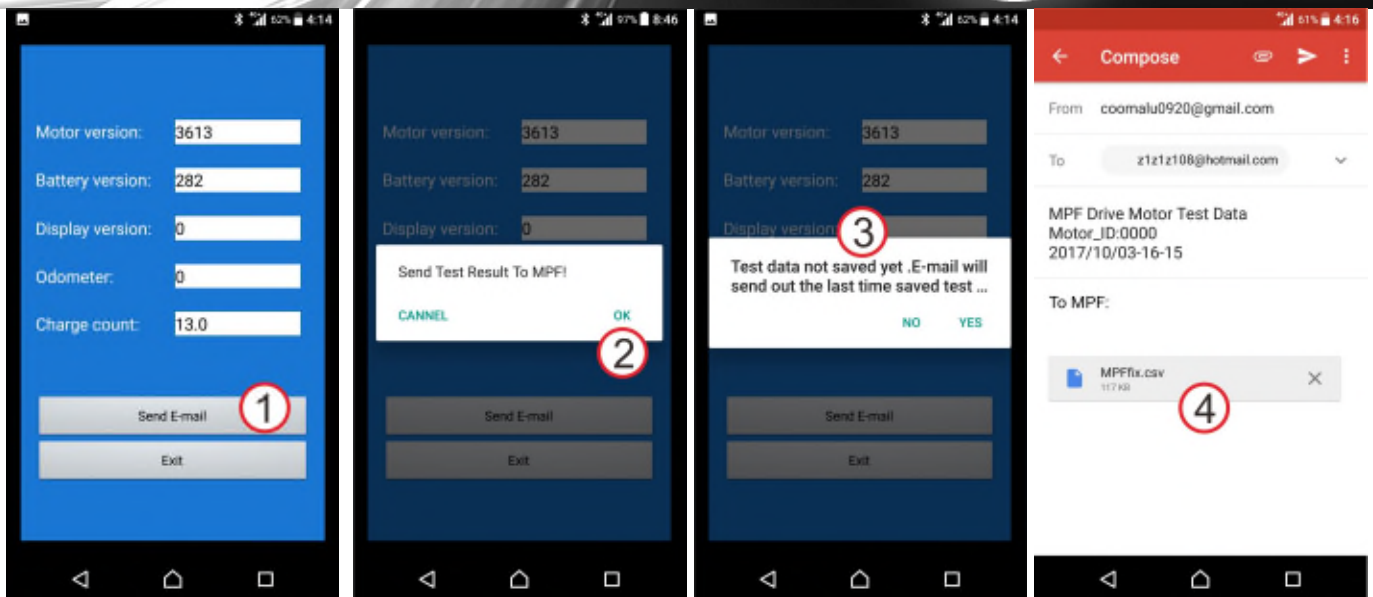 62% 4:14
Motor version: 3613
Battery version: 282
Display version: 0
Odometer: 0
Charge count: 13.0
Send E-mail
1
Exit
97% 8:46
Motor version: 3613
Battery version: 282
Display version: 0
Send Test Result To MPF!
CANNEL OK
2
Send E-mail
Exit
62% 4:14
Motor version: 3613
Battery version: 282
Display version:
3
Test data not saved yet .E-mail will
send out the last time saved test ...
NO YES
Send E-mail
Exit
61% 4:16
Compose
From coomalu0920@gmail.com
To z1z1z108@hotmail.com
MPF Drive Motor Test Data
Motor_ID:0000
2017/10/03-16-15
To MPF:
MPFfix.csv
117 KB
4